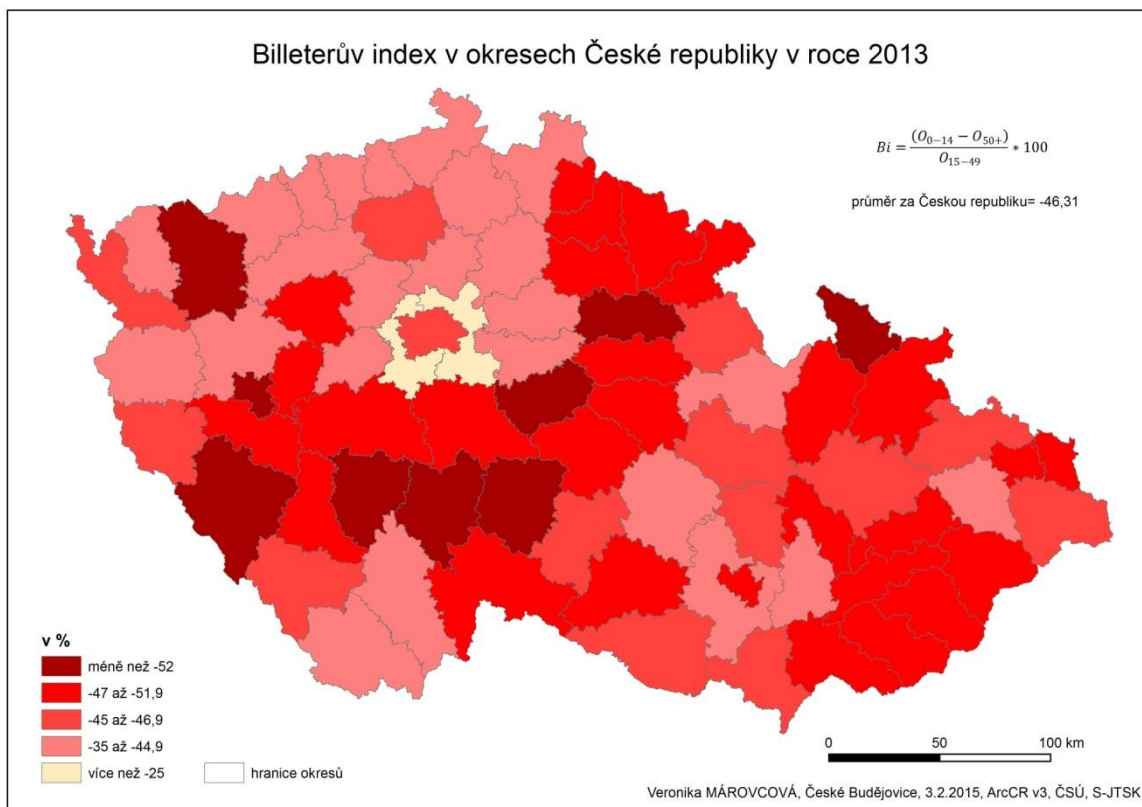 Billeterův index v okresech České republiky v roce 2013
Bi = (O₀₋₁₄ − O₅₀₊) / O₁₅₋₄₉ ∗ 100
průměr za Českou republiku= -46,31
v %
méně než -52
-47 až -51,9
-45 až -46,9
-35 až -44,9
více než -25
hranice okresů
0 50 100 km
Veronika MÁROVCOVÁ, České Budějovice, 3.2.2015, ArcCR v3, ČSÚ, S-JTSK